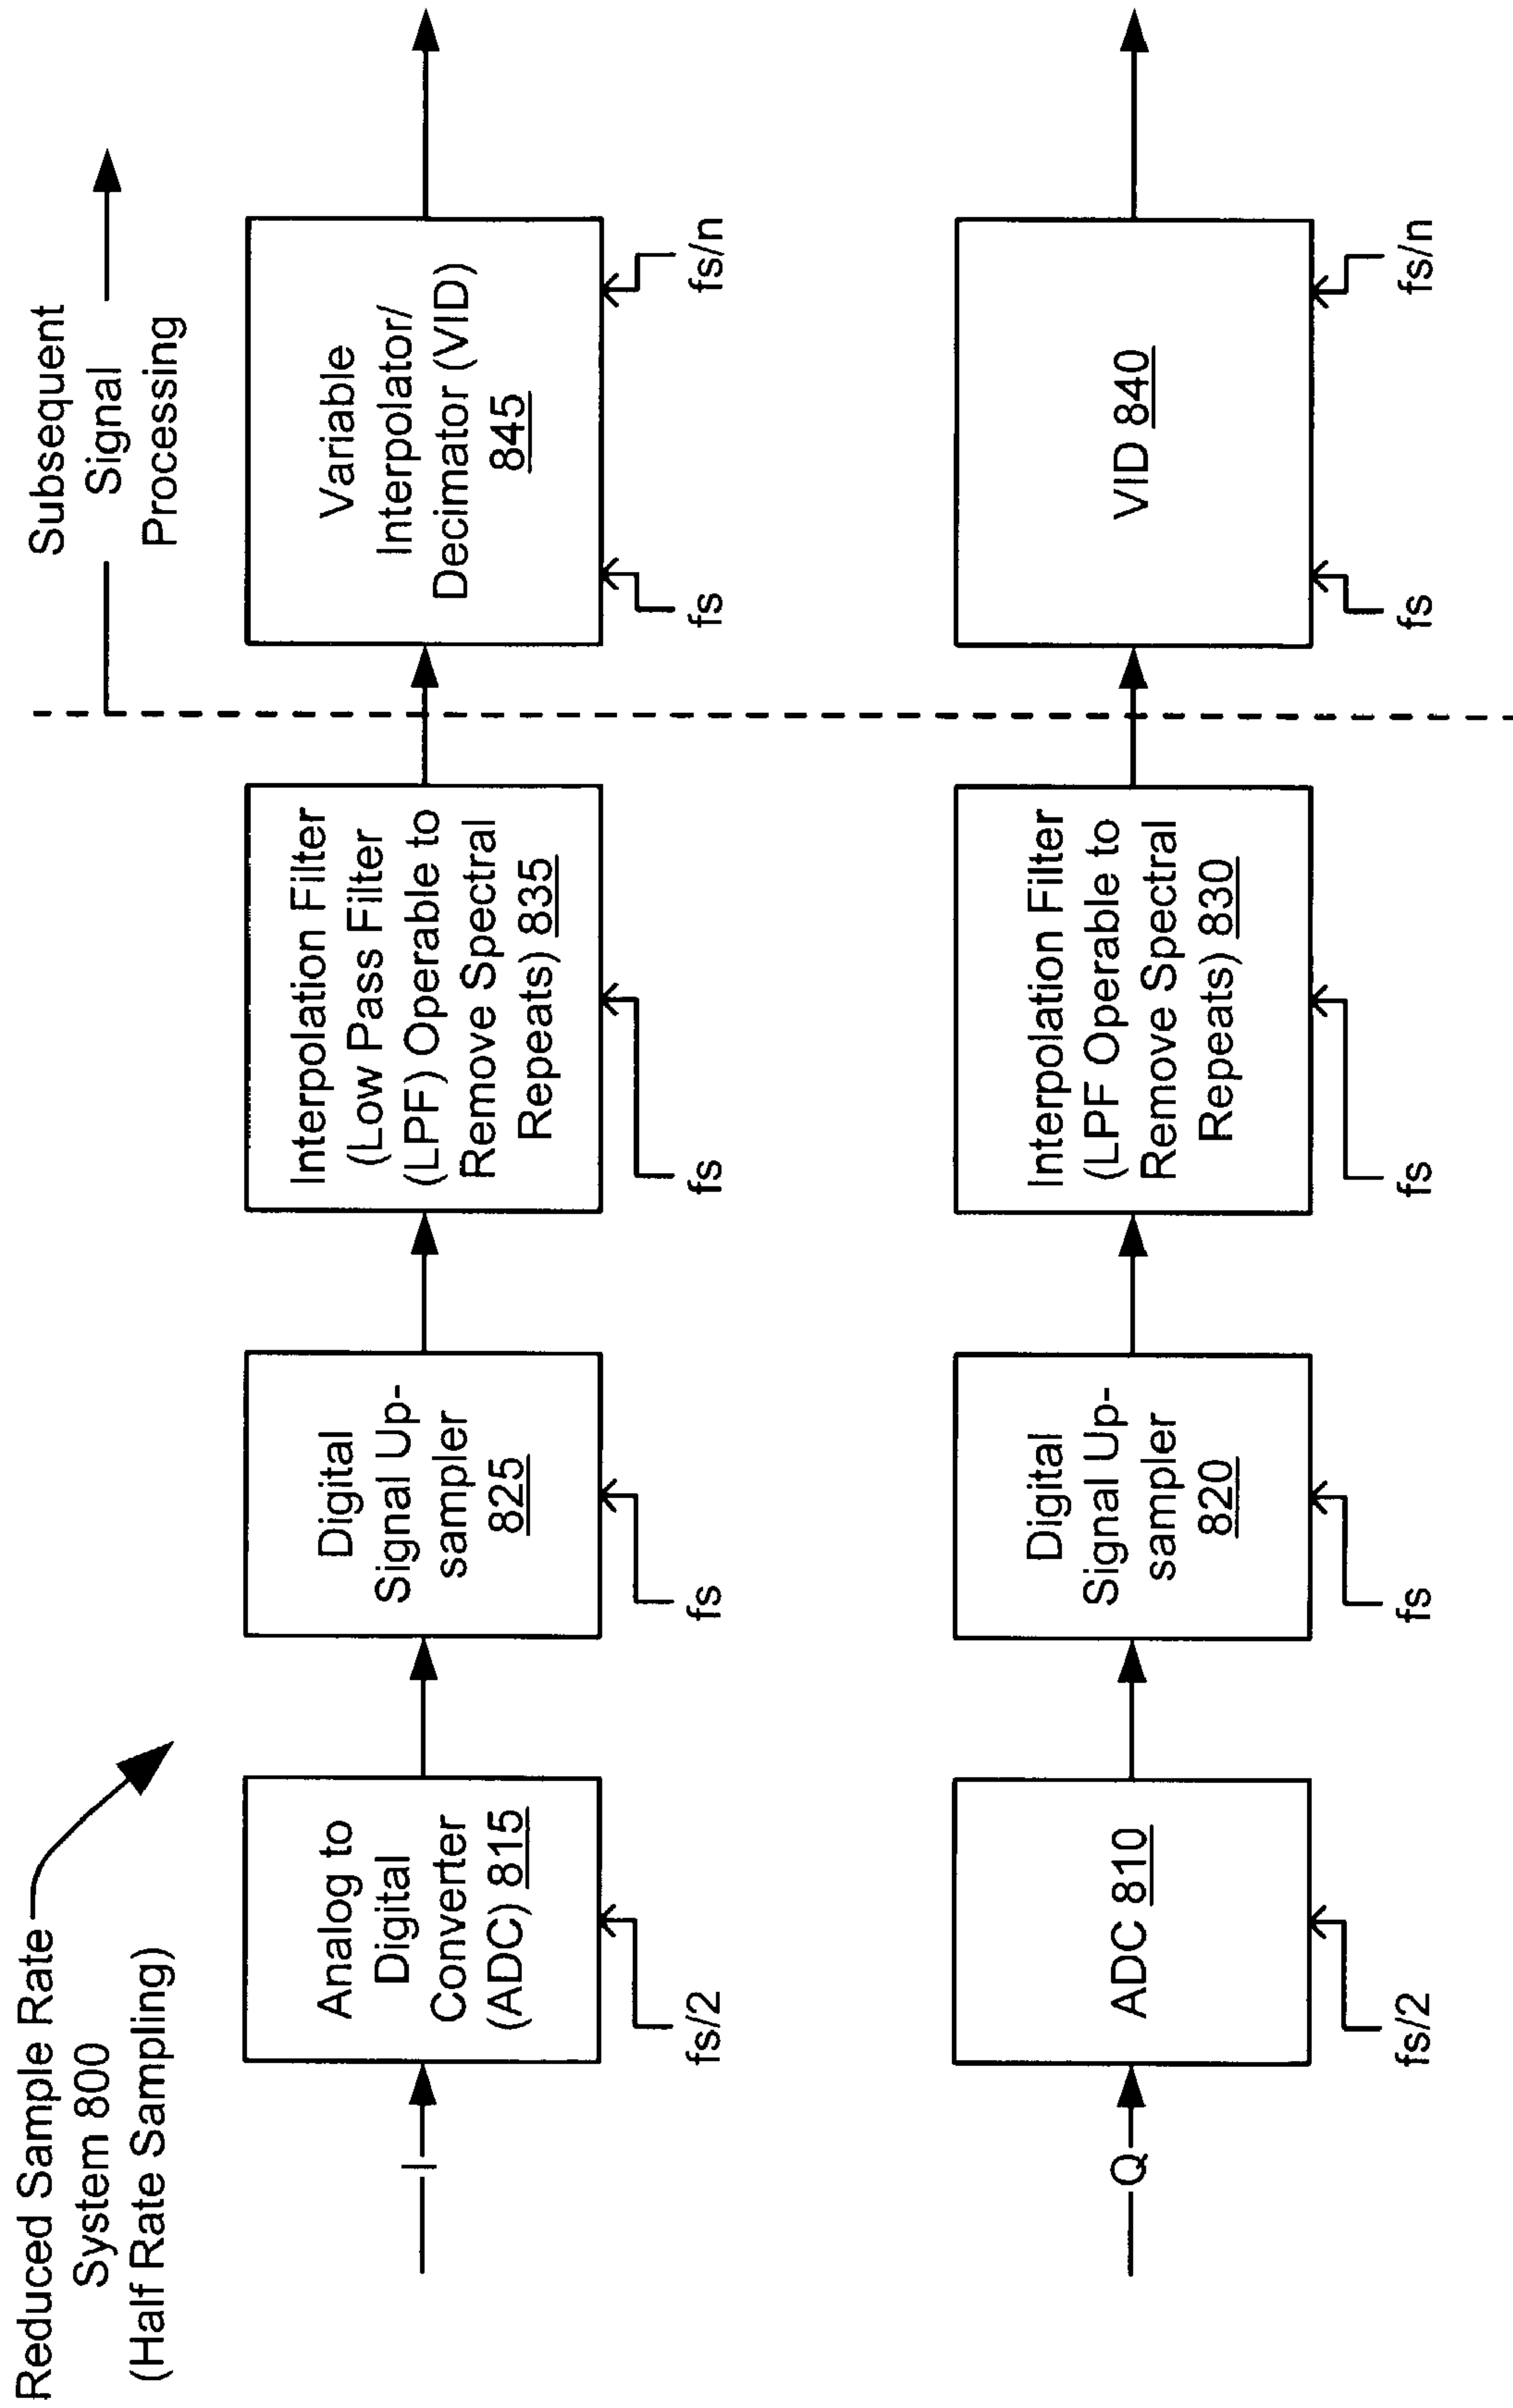 Reduced Sample Rate
System 800
(Half Rate Sampling)
Subsequent
Signal
Processing
I
Analog to
Digital
Converter
(ADC) 815
fs/2
Digital
Signal Up-
sampler
825
fs
Interpolation Filter
(Low Pass Filter
(LPF) Operable to
Remove Spectral
Repeats) 835
fs
Variable
Interpolator/
Decimator (VID)
845
fs
fs/n
Q
ADC 810
fs/2
Digital
Signal Up-
sampler
820
fs
Interpolation Filter
(LPF Operable to
Remove Spectral
Repeats) 830
fs
VID 840
fs
fs/n